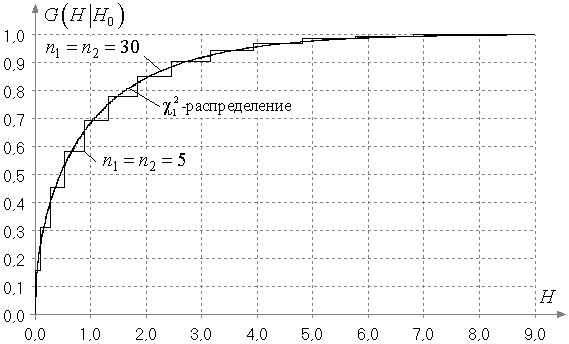 G(H|H₀)
1,0
n₁ = n₂ = 30
0,9
0,8
χ₁²-распределение
0,7
0,6
n₁ = n₂ = 5
0,5
0,4
0,3
0,2
0,1
H
0,0
0,0 1,0 2,0 3,0 4,0 5,0 6,0 7,0 8,0 9,0